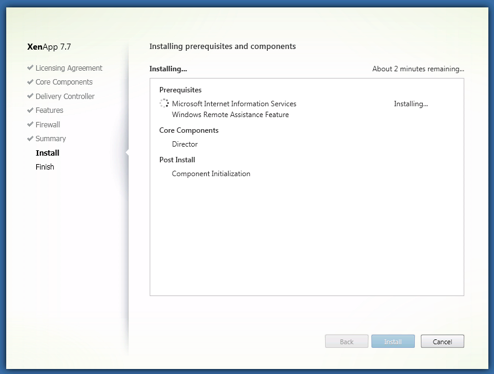 XenApp 7.7
Licensing Agreement
Core Components
Delivery Controller
Features
Firewall
Summary
Install
Finish
Installing prerequisites and components
Installing... About 2 minutes remaining...
Prerequisites
Microsoft Internet Information Services Installing...
Windows Remote Assistance Feature
Core Components
Director
Post Install
Component Initialization
Back Install Cancel